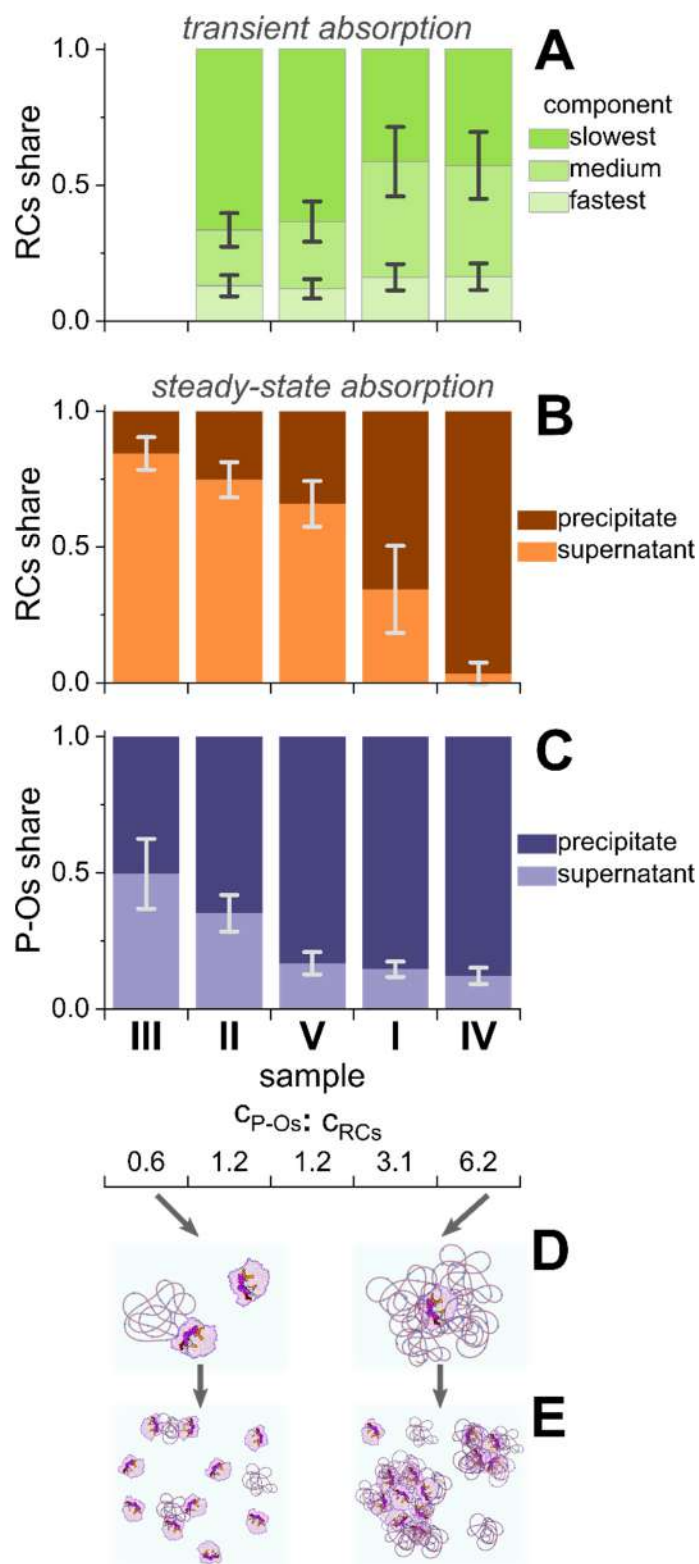 transient absorption
A
1.0
0.5
0.0
RCs share
component
slowest
medium
fastest
steady-state absorption
B
1.0
0.5
0.0
RCs share
precipitate
supernatant
C
1.0
0.5
0.0
P-Os share
precipitate
supernatant
III II V I IV
sample
cP-Os: cRCs
0.6 1.2 1.2 3.1 6.2
D
E